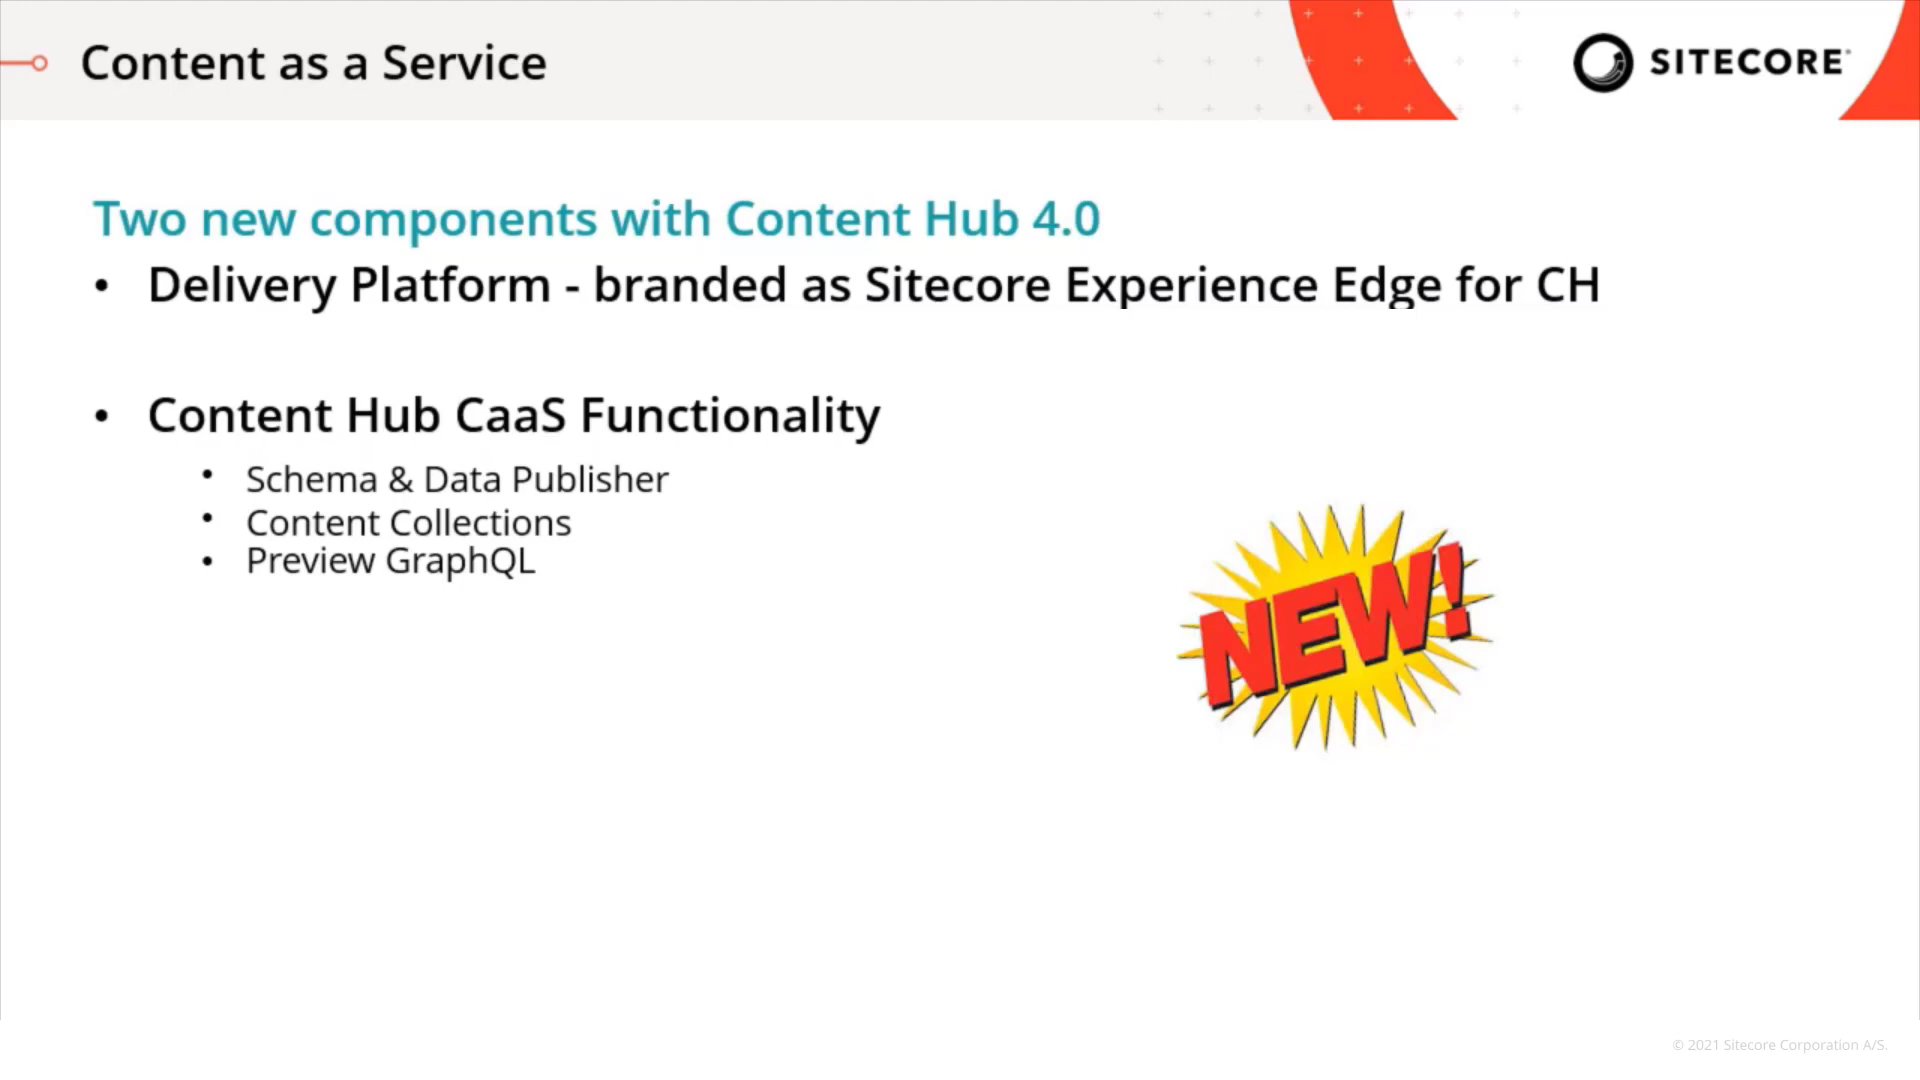 Content as a Service
SITECORE
Two new components with Content Hub 4.0
• Delivery Platform - branded as Sitecore Experience Edge for CH
• Content Hub CaaS Functionality
• Schema & Data Publisher
• Content Collections
• Preview GraphQL
NEW!
© 2021 Sitecore Corporation A/S.